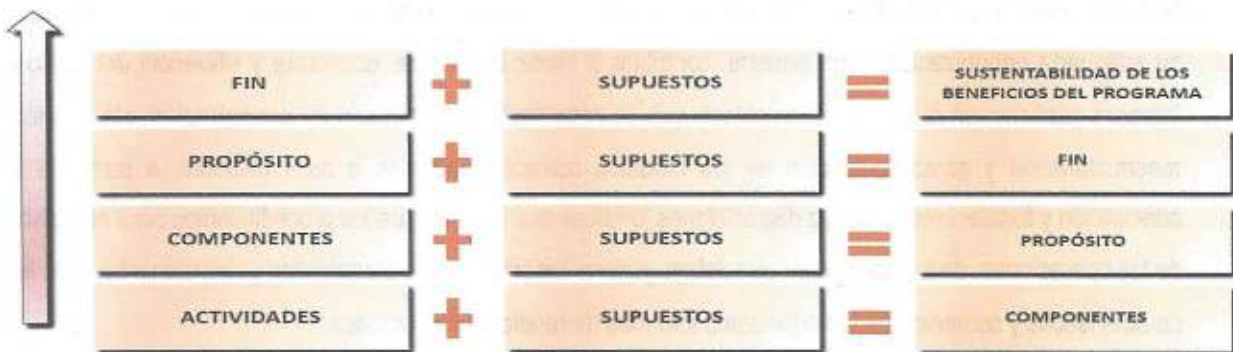 FIN + SUPUESTOS = SUSTENTABILIDAD DE LOS
BENEFICIOS DEL PROGRAMA
PROPÓSITO + SUPUESTOS = FIN
COMPONENTES + SUPUESTOS = PROPÓSITO
ACTIVIDADES + SUPUESTOS = COMPONENTES